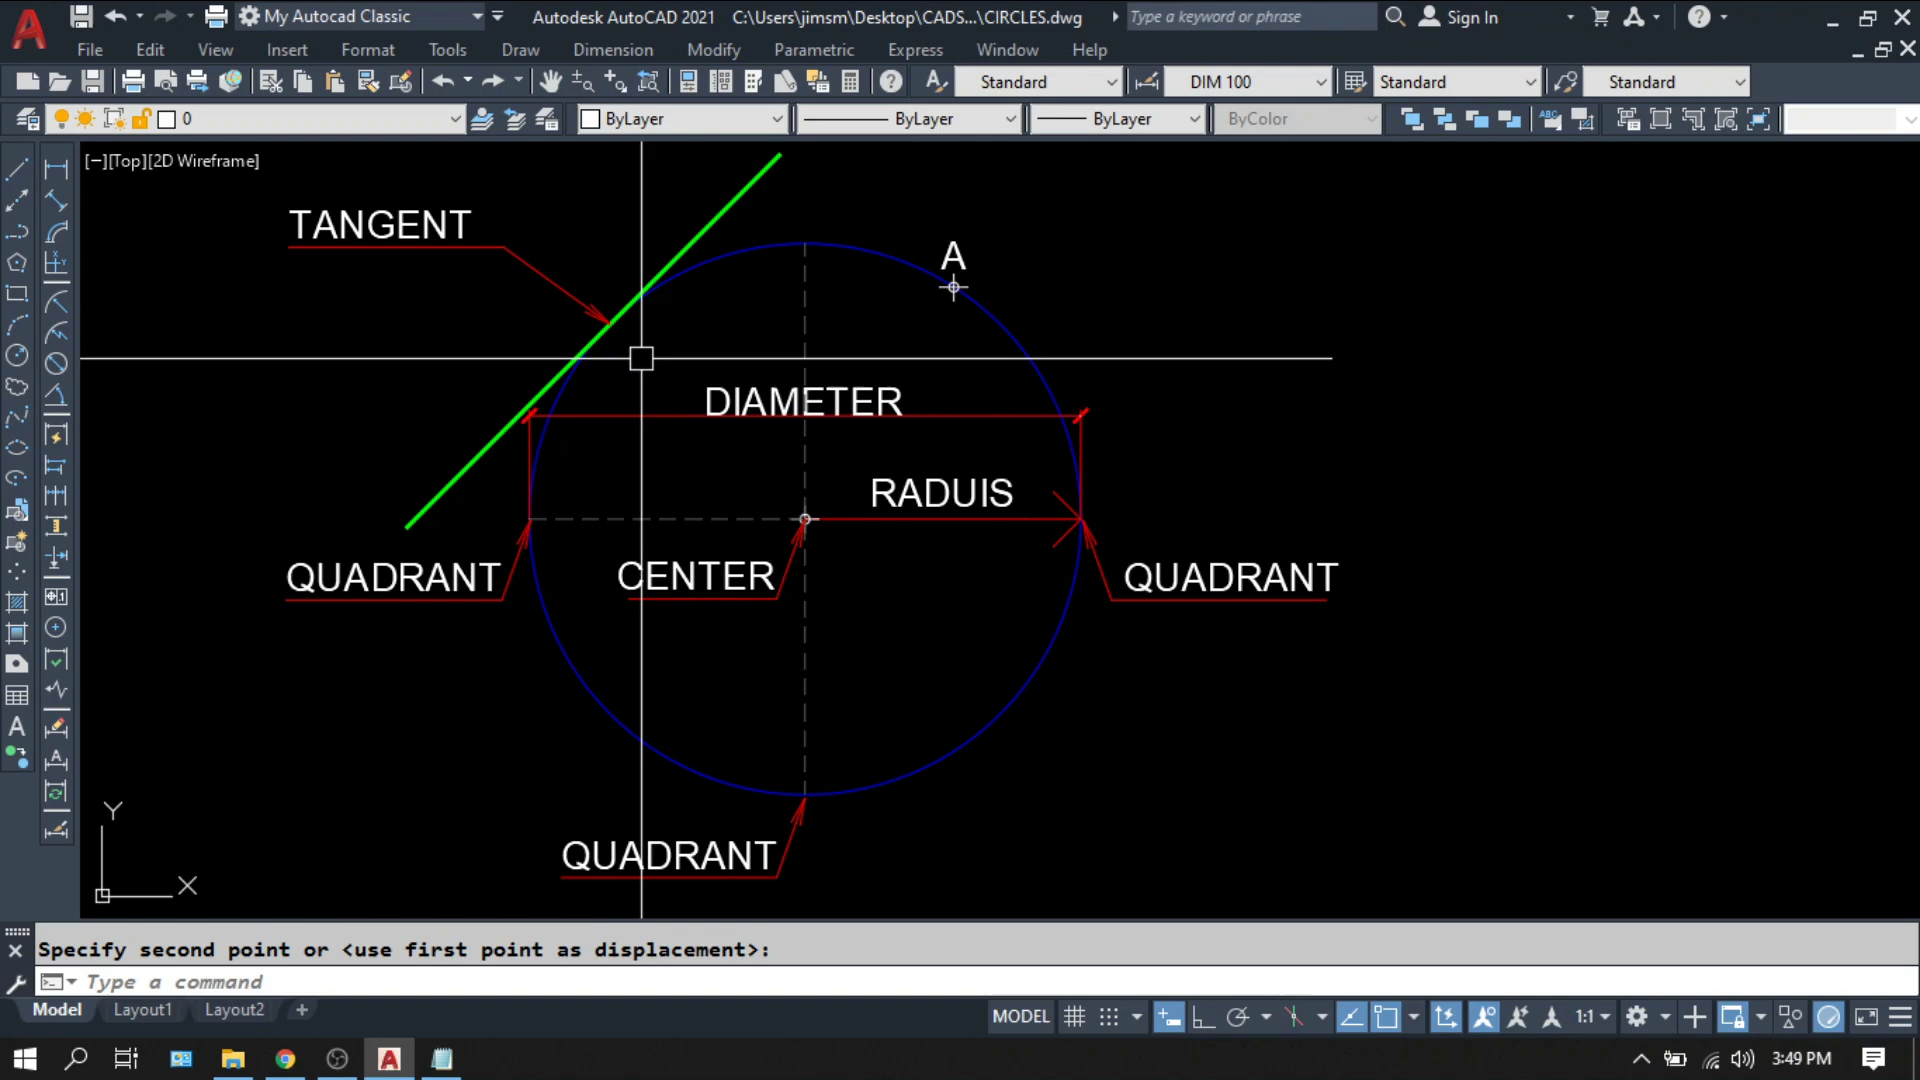 My Autocad Classic Autodesk AutoCAD 2021 C:\Users\jimsm\Desktop\CADS...\CIRCLES.dwg Type a keyword or phrase Sign In
File Edit View Insert Format Tools Draw Dimension Modify Parametric Express Window Help
Standard DIM 100 Standard Standard
0 ByLayer ByLayer ByLayer ByColor
[−][Top][2D Wireframe]
TANGENT
A
DIAMETER
RADUIS
QUADRANT CENTER QUADRANT
QUADRANT
Y
X
Specify second point or <use first point as displacement>:
Type a command
Model Layout1 Layout2 +
MODEL 1:1
3:49 PM